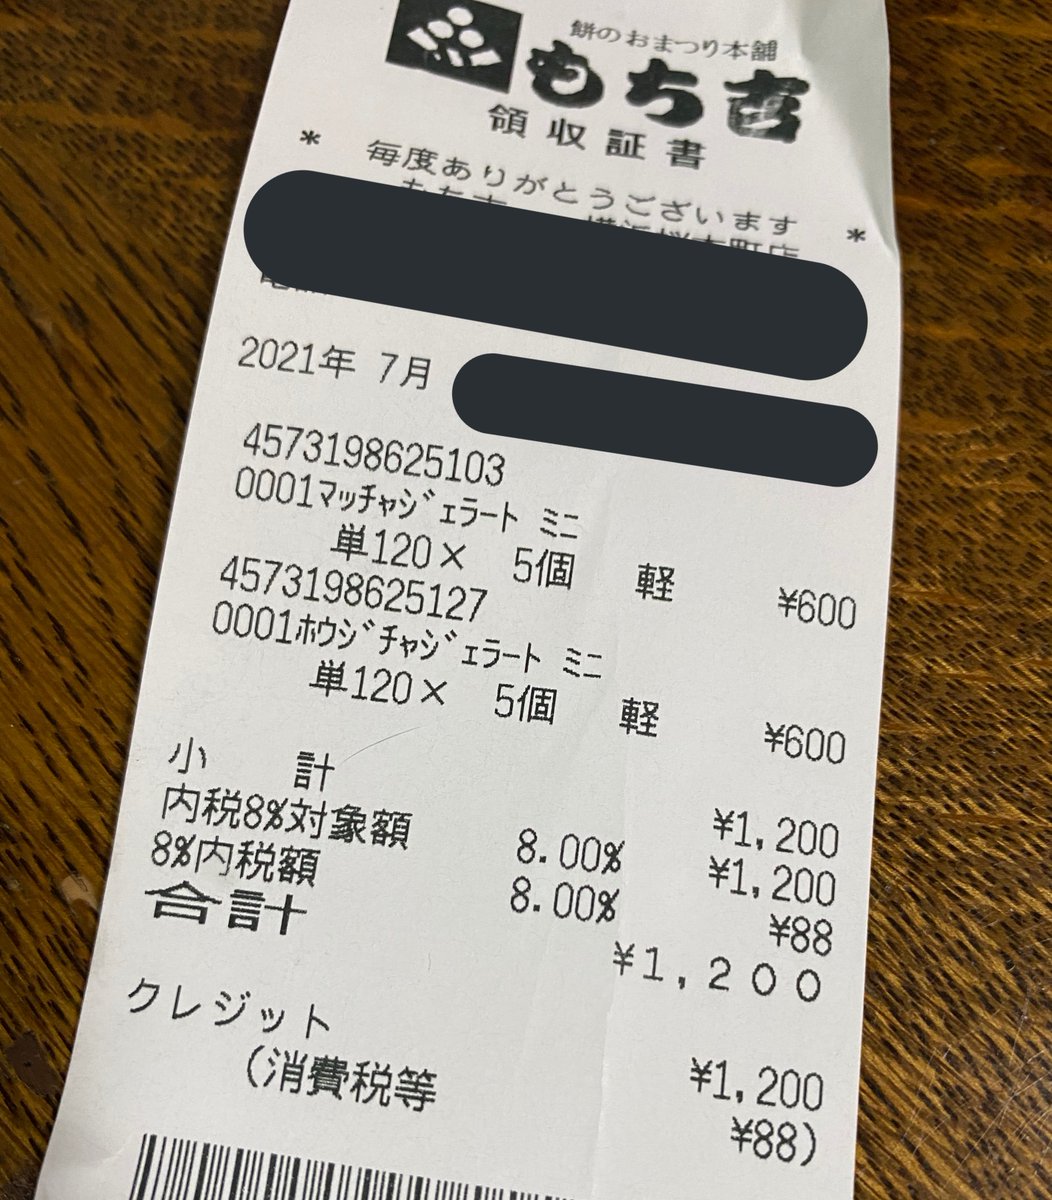 餅のおまつり本舗
もち吉
領収証書
* 毎度ありがとうございます *
2021年 7月
4573198625103
0001マッチャジェラート ミニ
単120× 5個 軽 ¥600
4573198625127
0001ホウジチャジェラート ミニ
単120× 5個 軽 ¥600
小 計 ¥1,200
内税8%対象額 8.00% ¥1,200
8%内税額 8.00% ¥88
合計 ¥1,200
クレジット ¥1,200
(消費税等 ¥88)